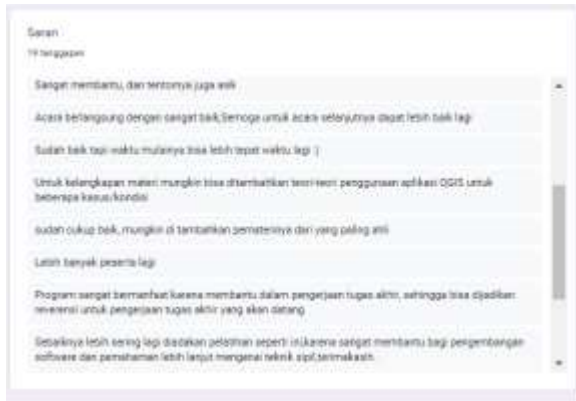 Saran
19 tanggapan
Sangat membantu, dan tentornya juga asik
Acara berlangsung dengan sangat baik,Semoga untuk acara selanjutnya dapat lebih baik lagi
Sudah baik tapi waktu mulainya bisa lebih tepat waktu lagi :)
Untuk kelengkapan materi mungkin bisa ditambahkan teori-teori penggunaan aplikasi QGIS untuk
beberapa kasus/kondisi
sudah cukup baik, mungkin di tambahkan pematerinya dari yang paling ahli
Lebih banyak peserta lagi
Program sangat bermanfaat karena membantu dalam pengerjaan tugas akhir, sehingga bisa dijadikan
reverensi untuk pengerjaan tugas akhir yang akan datang
Sebaiknya lebih sering lagi diadakan pelatihan seperti ini,karena sangat membantu bagi pengembangan
software dan pemahaman lebih lanjut mengenai teknik sipil,terimakasih